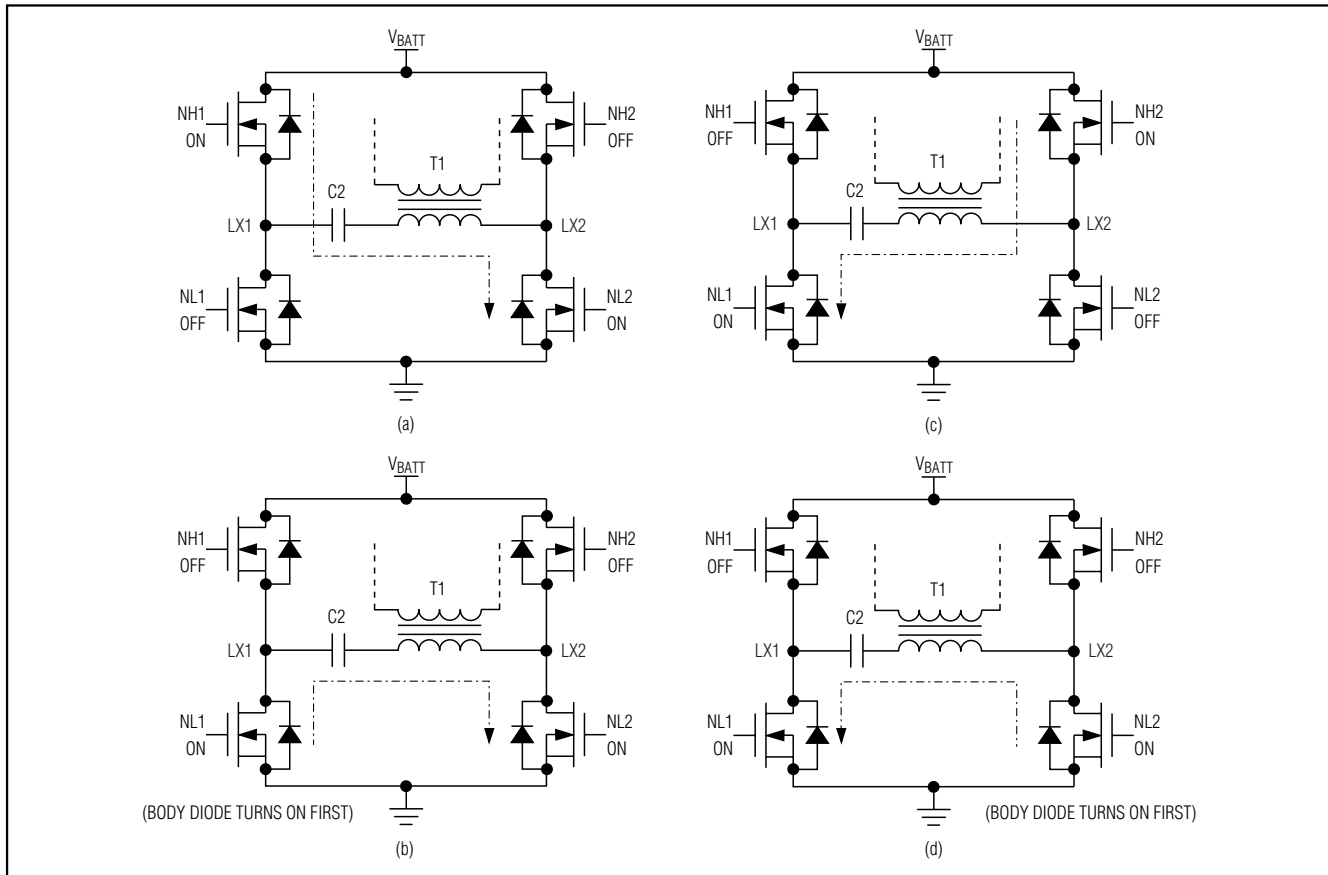 VBATT
NH1
ON
NH2
OFF
T1
C2
LX1
LX2
NL1
OFF
NL2
ON
(a)
VBATT
NH1
OFF
NH2
ON
T1
C2
LX1
LX2
NL1
ON
NL2
OFF
(c)
VBATT
NH1
OFF
NH2
OFF
T1
C2
LX1
LX2
NL1
ON
NL2
ON
(BODY DIODE TURNS ON FIRST)
(b)
VBATT
NH1
OFF
NH2
OFF
T1
C2
LX1
LX2
NL1
ON
NL2
ON
(BODY DIODE TURNS ON FIRST)
(d)